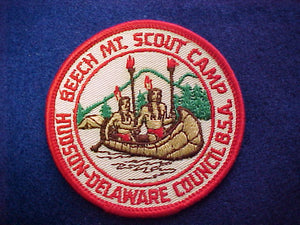 BEECH MT. SCOUT CAMP
HUDSON-DELAWARE COUNCIL B.S.A.